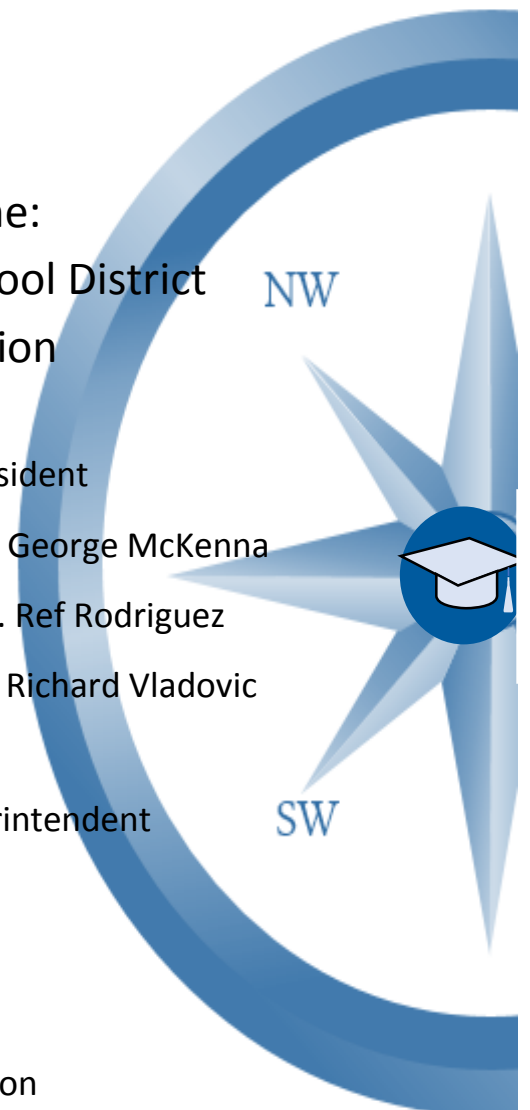 ne:
ool District
NW
ion
sident
George McKenna
. Ref Rodriguez
Richard Vladovic
rintendent
SW
on